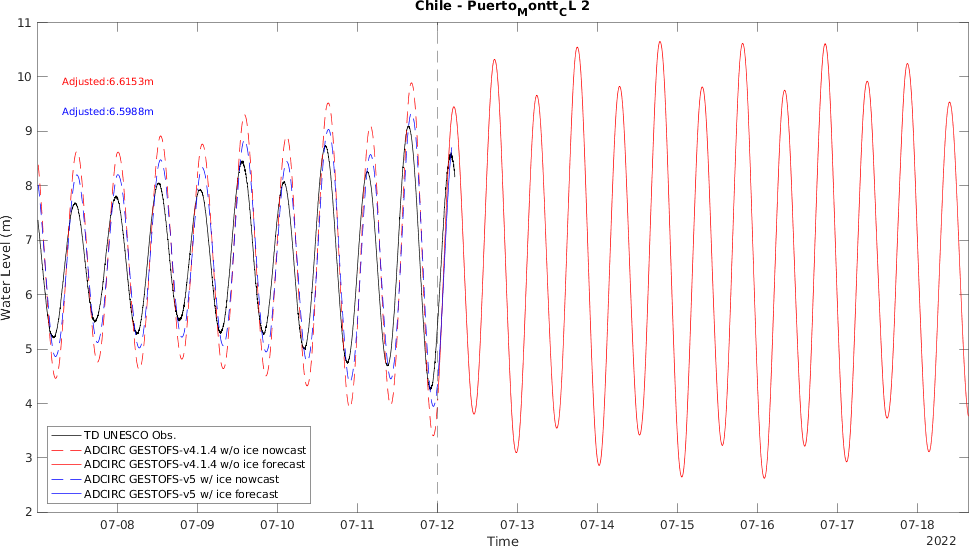 Chile - Puerto_Montt_CL 2
11
10
9
8
7
6
5
4
3
2
Water Level (m)
Adjusted:6.6153m
Adjusted:6.5988m
TD UNESCO Obs.
ADCIRC GESTOFS-v4.1.4 w/o ice nowcast
ADCIRC GESTOFS-v4.1.4 w/o ice forecast
ADCIRC GESTOFS-v5 w/ ice nowcast
ADCIRC GESTOFS-v5 w/ ice forecast
07-08 07-09 07-10 07-11 07-12 07-13 07-14 07-15 07-16 07-17 07-18
Time
2022